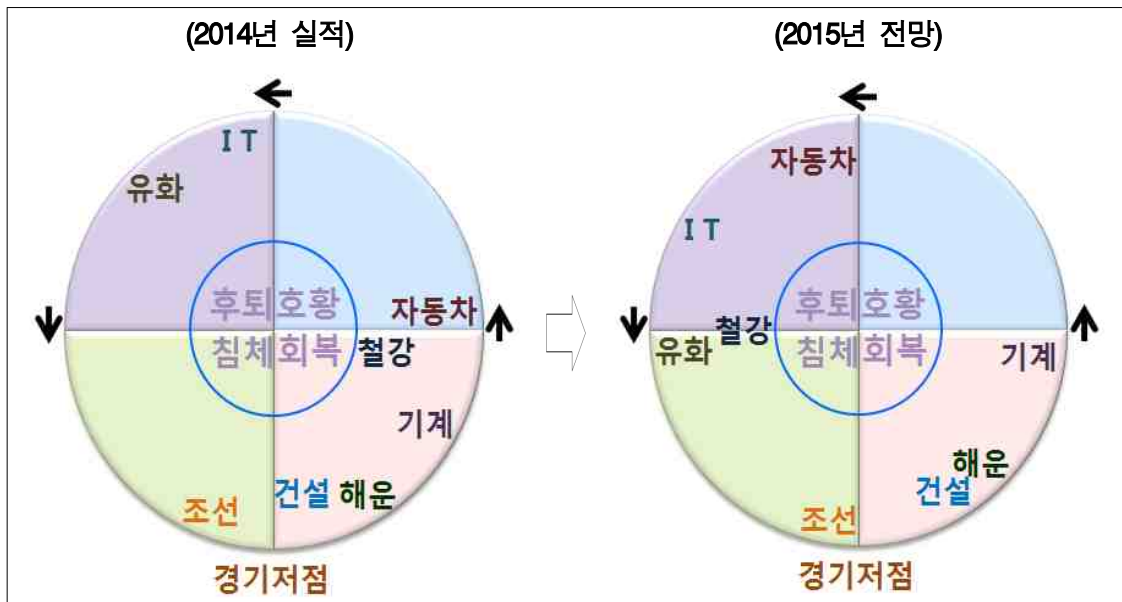 (2014년 실적)
I T
유화
후퇴 호황
자동차
침체 회복
철강
기계
건설 해운
조선
경기저점
(2015년 전망)
자동차
I T
후퇴 호황
철강
침체 회복
유화
기계
해운
건설
조선
경기저점